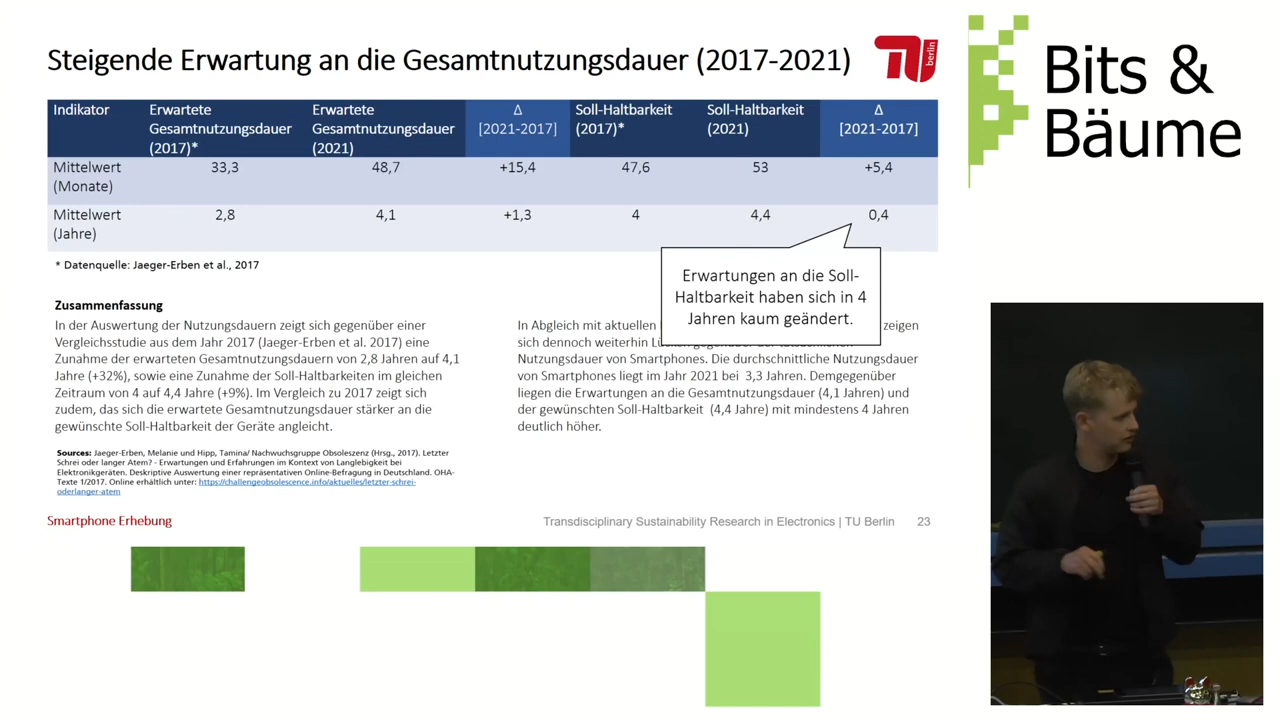 Steigende Erwartung an die Gesamtnutzungsdauer (2017-2021)
berlin
Bits &
Bäume
Indikator Erwartete Gesamtnutzungsdauer (2017)* Erwartete Gesamtnutzungsdauer (2021) Δ [2021-2017] Soll-Haltbarkeit (2017)* Soll-Haltbarkeit (2021) Δ [2021-2017]
Mittelwert (Monate) 33,3 48,7 +15,4 47,6 53 +5,4
Mittelwert (Jahre) 2,8 4,1 +1,3 4 4,4 0,4
* Datenquelle: Jaeger-Erben et al., 2017
Erwartungen an die Soll-
Haltbarkeit haben sich in 4
Jahren kaum geändert.
Zusammenfassung
In der Auswertung der Nutzungsdauern zeigt sich gegenüber einer
Vergleichsstudie aus dem Jahr 2017 (Jaeger-Erben et al. 2017) eine
Zunahme der erwarteten Gesamtnutzungsdauern von 2,8 Jahren auf 4,1
Jahre (+32%), sowie eine Zunahme der Soll-Haltbarkeiten im gleichen
Zeitraum von 4 auf 4,4 Jahre (+9%). Im Vergleich zu 2017 zeigt sich
zudem, das sich die erwartete Gesamtnutzungsdauer stärker an die
gewünschte Soll-Haltbarkeit der Geräte angleicht.
In Abgleich mit aktuellen zeigen
sich dennoch weiterhin
Nutzungsdauer von Smartphones. Die durchschnittliche Nutzungsdauer
von Smartphones liegt im Jahr 2021 bei 3,3 Jahren. Demgegenüber
liegen die Erwartungen an die Gesamtnutzungsdauer (4,1 Jahren) und
der gewünschten Soll-Haltbarkeit (4,4 Jahre) mit mindestens 4 Jahren
deutlich höher.
Sources: Jaeger-Erben, Melanie und Hipp, Tamina/ Nachwuchsgruppe Obsoleszenz (Hrsg., 2017). Letzter
Schrei oder langer Atem? - Erwartungen und Erfahrungen im Kontext von Langlebigkeit bei
Elektronikgeräten. Deskriptive Auswertung einer repräsentativen Online-Befragung in Deutschland. OHA-
Texte 1/2017. Online erhältlich unter: https://challengeobsolescence.info/aktuelles/letzter-schrei-
oderlanger-atem
Smartphone Erhebung
Transdisciplinary Sustainability Research in Electronics | TU Berlin 23